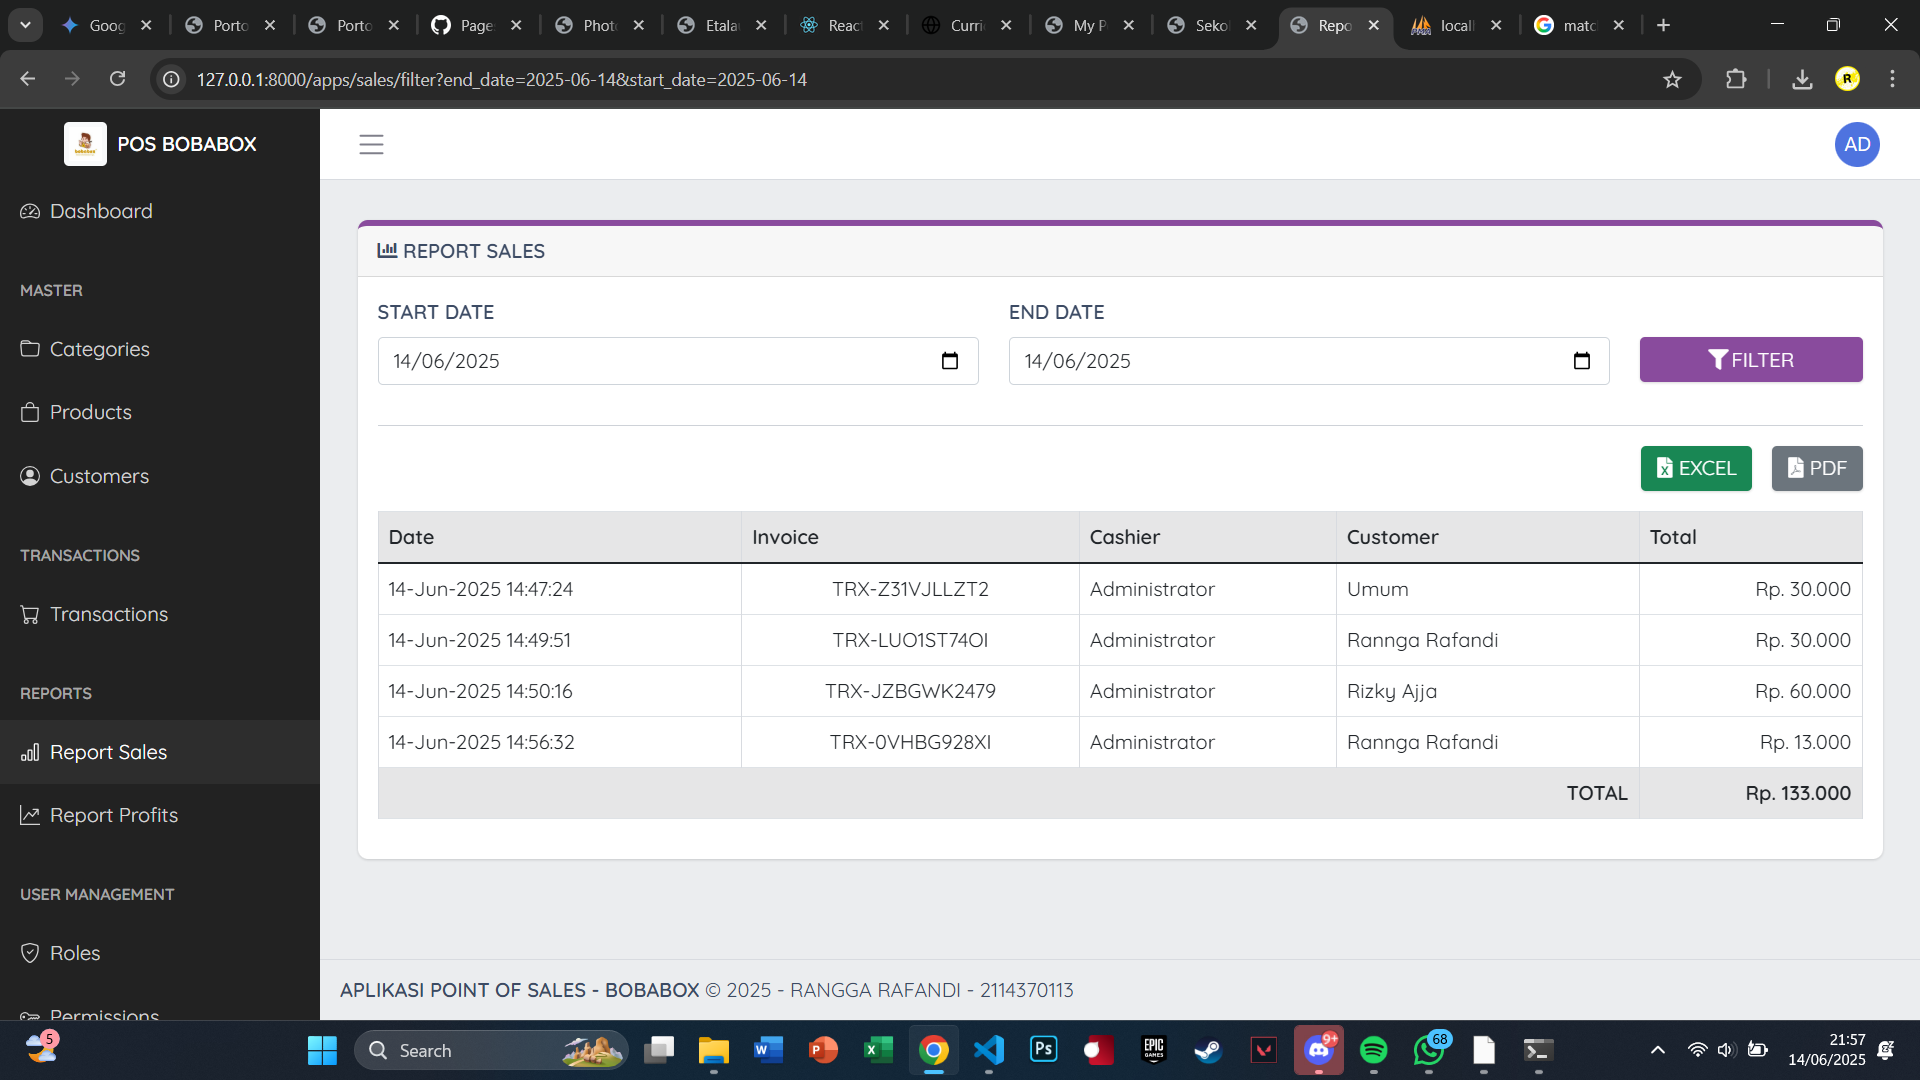 Goog
Porto
Porto
Page
Phot
Etala
React
Curri
My P
Seko
Repo
locall
matc
127.0.0.1:8000/apps/sales/filter?end_date=2025-06-14&start_date=2025-06-14
R
POS BOBABOX
AD
Dashboard
MASTER
Categories
Products
Customers
TRANSACTIONS
Transactions
REPORTS
Report Sales
Report Profits
USER MANAGEMENT
Roles
Permissions
REPORT SALES
START DATE
END DATE
14/06/2025
14/06/2025
FILTER
EXCEL
PDF
Date Invoice Cashier Customer Total
14-Jun-2025 14:47:24 TRX-Z31VJLLZT2 Administrator Umum Rp. 30.000
14-Jun-2025 14:49:51 TRX-LUO1ST74OI Administrator Rannga Rafandi Rp. 30.000
14-Jun-2025 14:50:16 TRX-JZBGWK2479 Administrator Rizky Ajja Rp. 60.000
14-Jun-2025 14:56:32 TRX-0VHBG928XI Administrator Rannga Rafandi Rp. 13.000
TOTAL Rp. 133.000
APLIKASI POINT OF SALES - BOBABOX © 2025 - RANGGA RAFANDI - 2114370113
5
Search
W
P
X
Ps
EPIC
GAMES
9+
68
21:57
14/06/2025